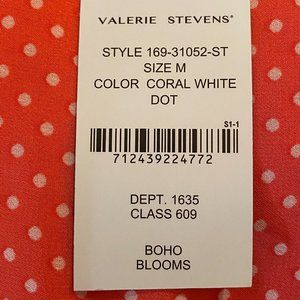 VALERIE STEVENS®
STYLE 169-31052-ST
SIZE M
COLOR CORAL WHITE
DOT
S1-1
712439224772
DEPT. 1635
CLASS 609
BOHO
BLOOMS